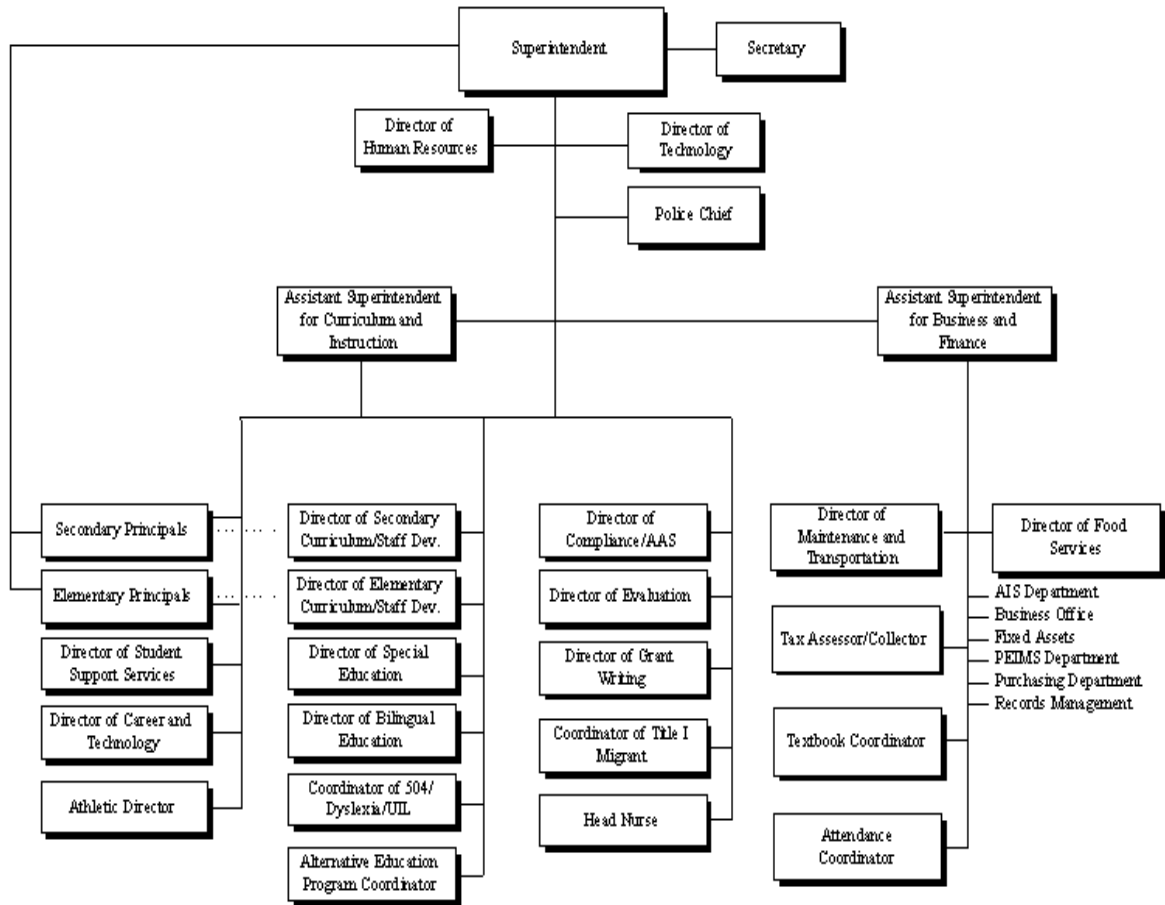 Superintendent
Secretary
Director of
Human Resources
Director of
Technology
Police Chief
Assistant Superintendent
for Curriculum and
Instruction
Assistant Superintendent
for Business and
Finance
Secondary Principals
Elementary Principals
Director of Student
Support Services
Director of Career and
Technology
Athletic Director
Director of Secondary
Curriculum/Staff Dev.
Director of Elementary
Curriculum/Staff Dev.
Director of Special
Education
Director of Bilingual
Education
Coordinator of 504/
Dyslexia/UIL
Alternative Education
Program Coordinator
Director of
Compliance/AAS
Director of Evaluation
Director of Grant
Writing
Coordinator of Title I
Migrant
Head Nurse
Director of
Maintenance and
Transportation
Tax Assessor/Collector
Textbook Coordinator
Attendance
Coordinator
Director of Food
Services
AIS Department
Business Office
Fixed Assets
PEIMS Department
Purchasing Department
Records Management